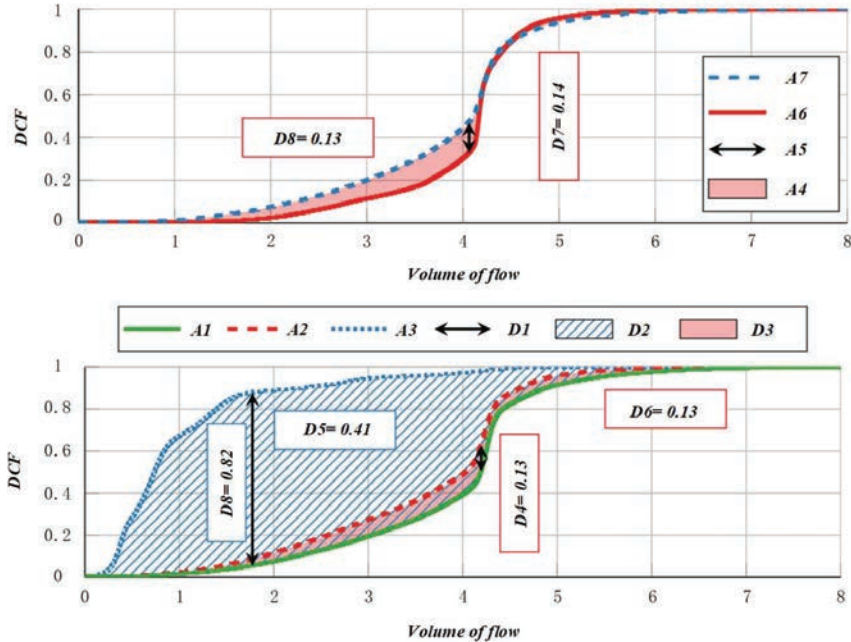 1
0.8
0.6
0.4
0.2
0
DCF
D8= 0.13
D7= 0.14
A7
A6
A5
A4
0 1 2 3 4 5 6 7 8
Volume of flow
A1 A2 A3 D1 D2 D3
1
0.8
0.6
0.4
0.2
0
DCF
D8= 0.82
D5= 0.41
D4= 0.13
D6= 0.13
0 1 2 3 4 5 6 7 8
Volume of flow